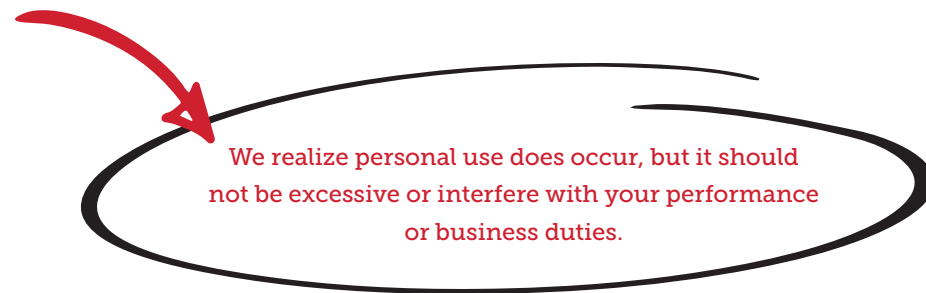 We realize personal use does occur, but it should
not be excessive or interfere with your performance
or business duties.